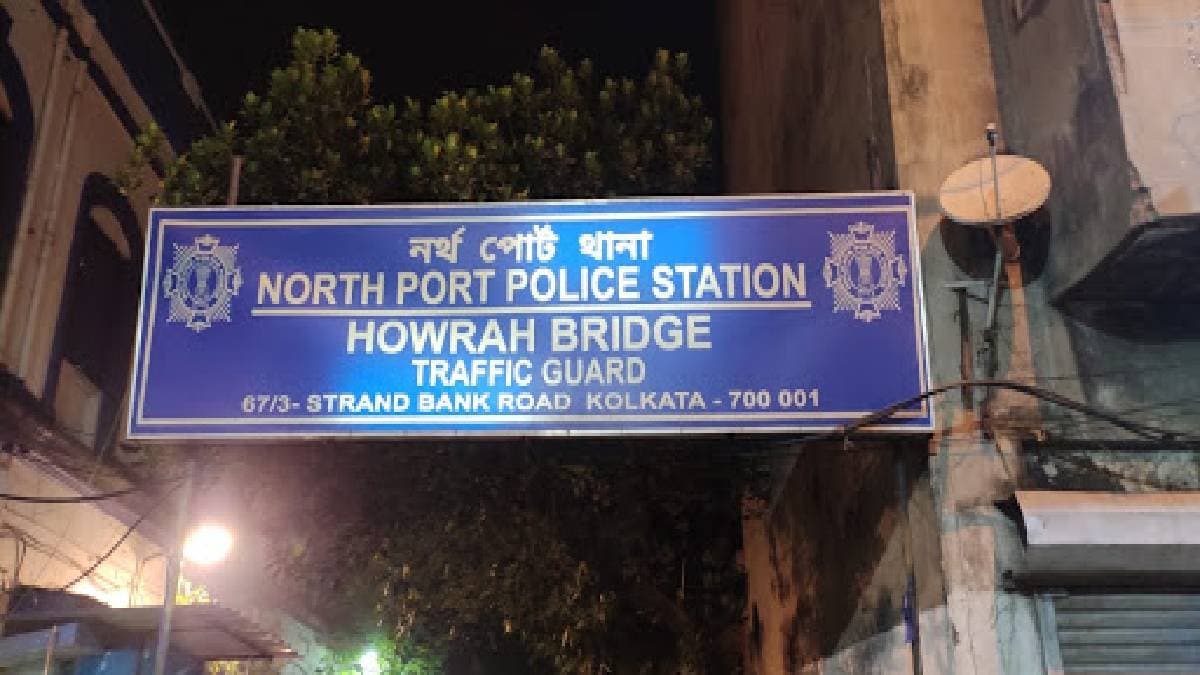 নর্থ পোর্ট থানা
NORTH PORT POLICE STATION
HOWRAH BRIDGE
TRAFFIC GUARD
67/3- STRAND BANK ROAD KOLKATA - 700 001